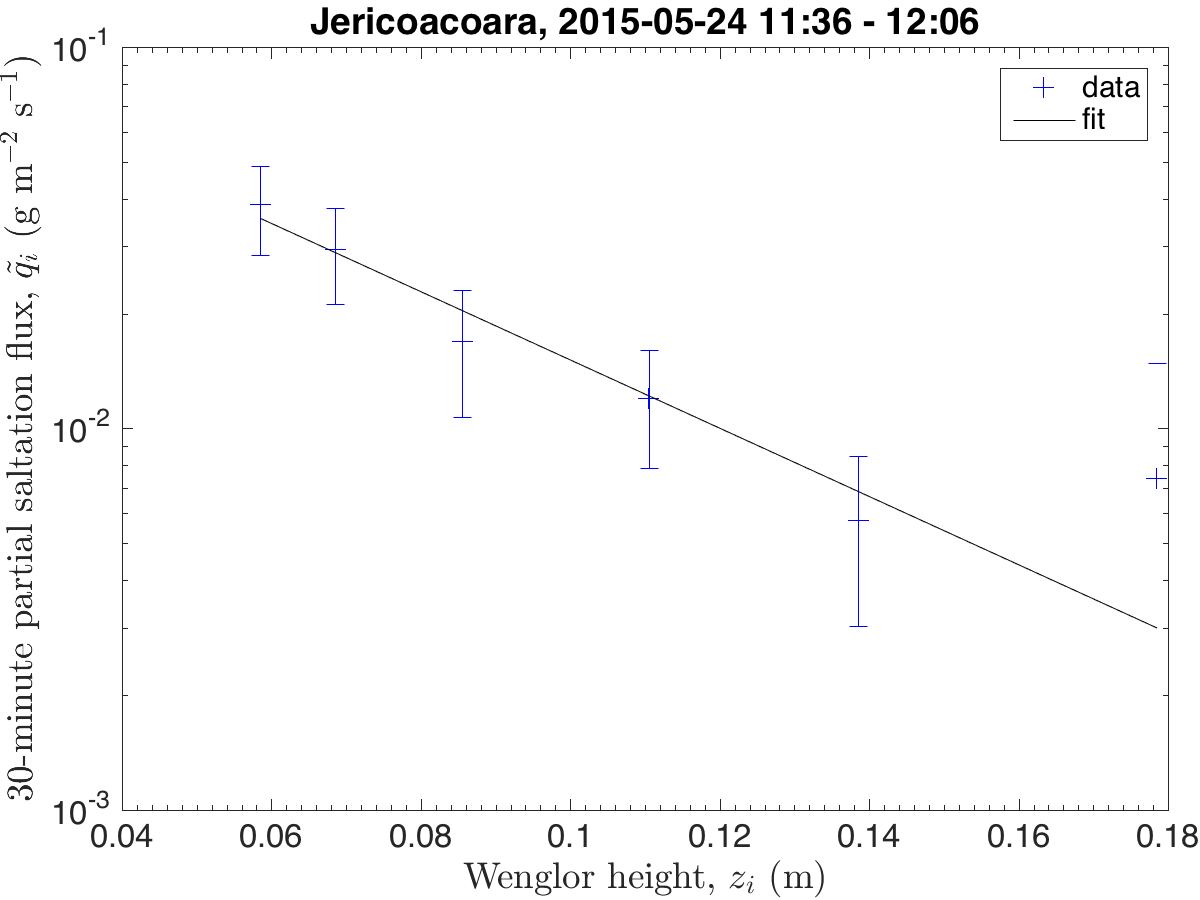 Jericoacoara, 2015-05-24 11:36 - 12:06
30-minute partial saltation flux, q̃ᵢ (g m⁻² s⁻¹)
10⁻¹
10⁻²
10⁻³
data
fit
0.04 0.06 0.08 0.1 0.12 0.14 0.16 0.18
Wenglor height, zᵢ (m)